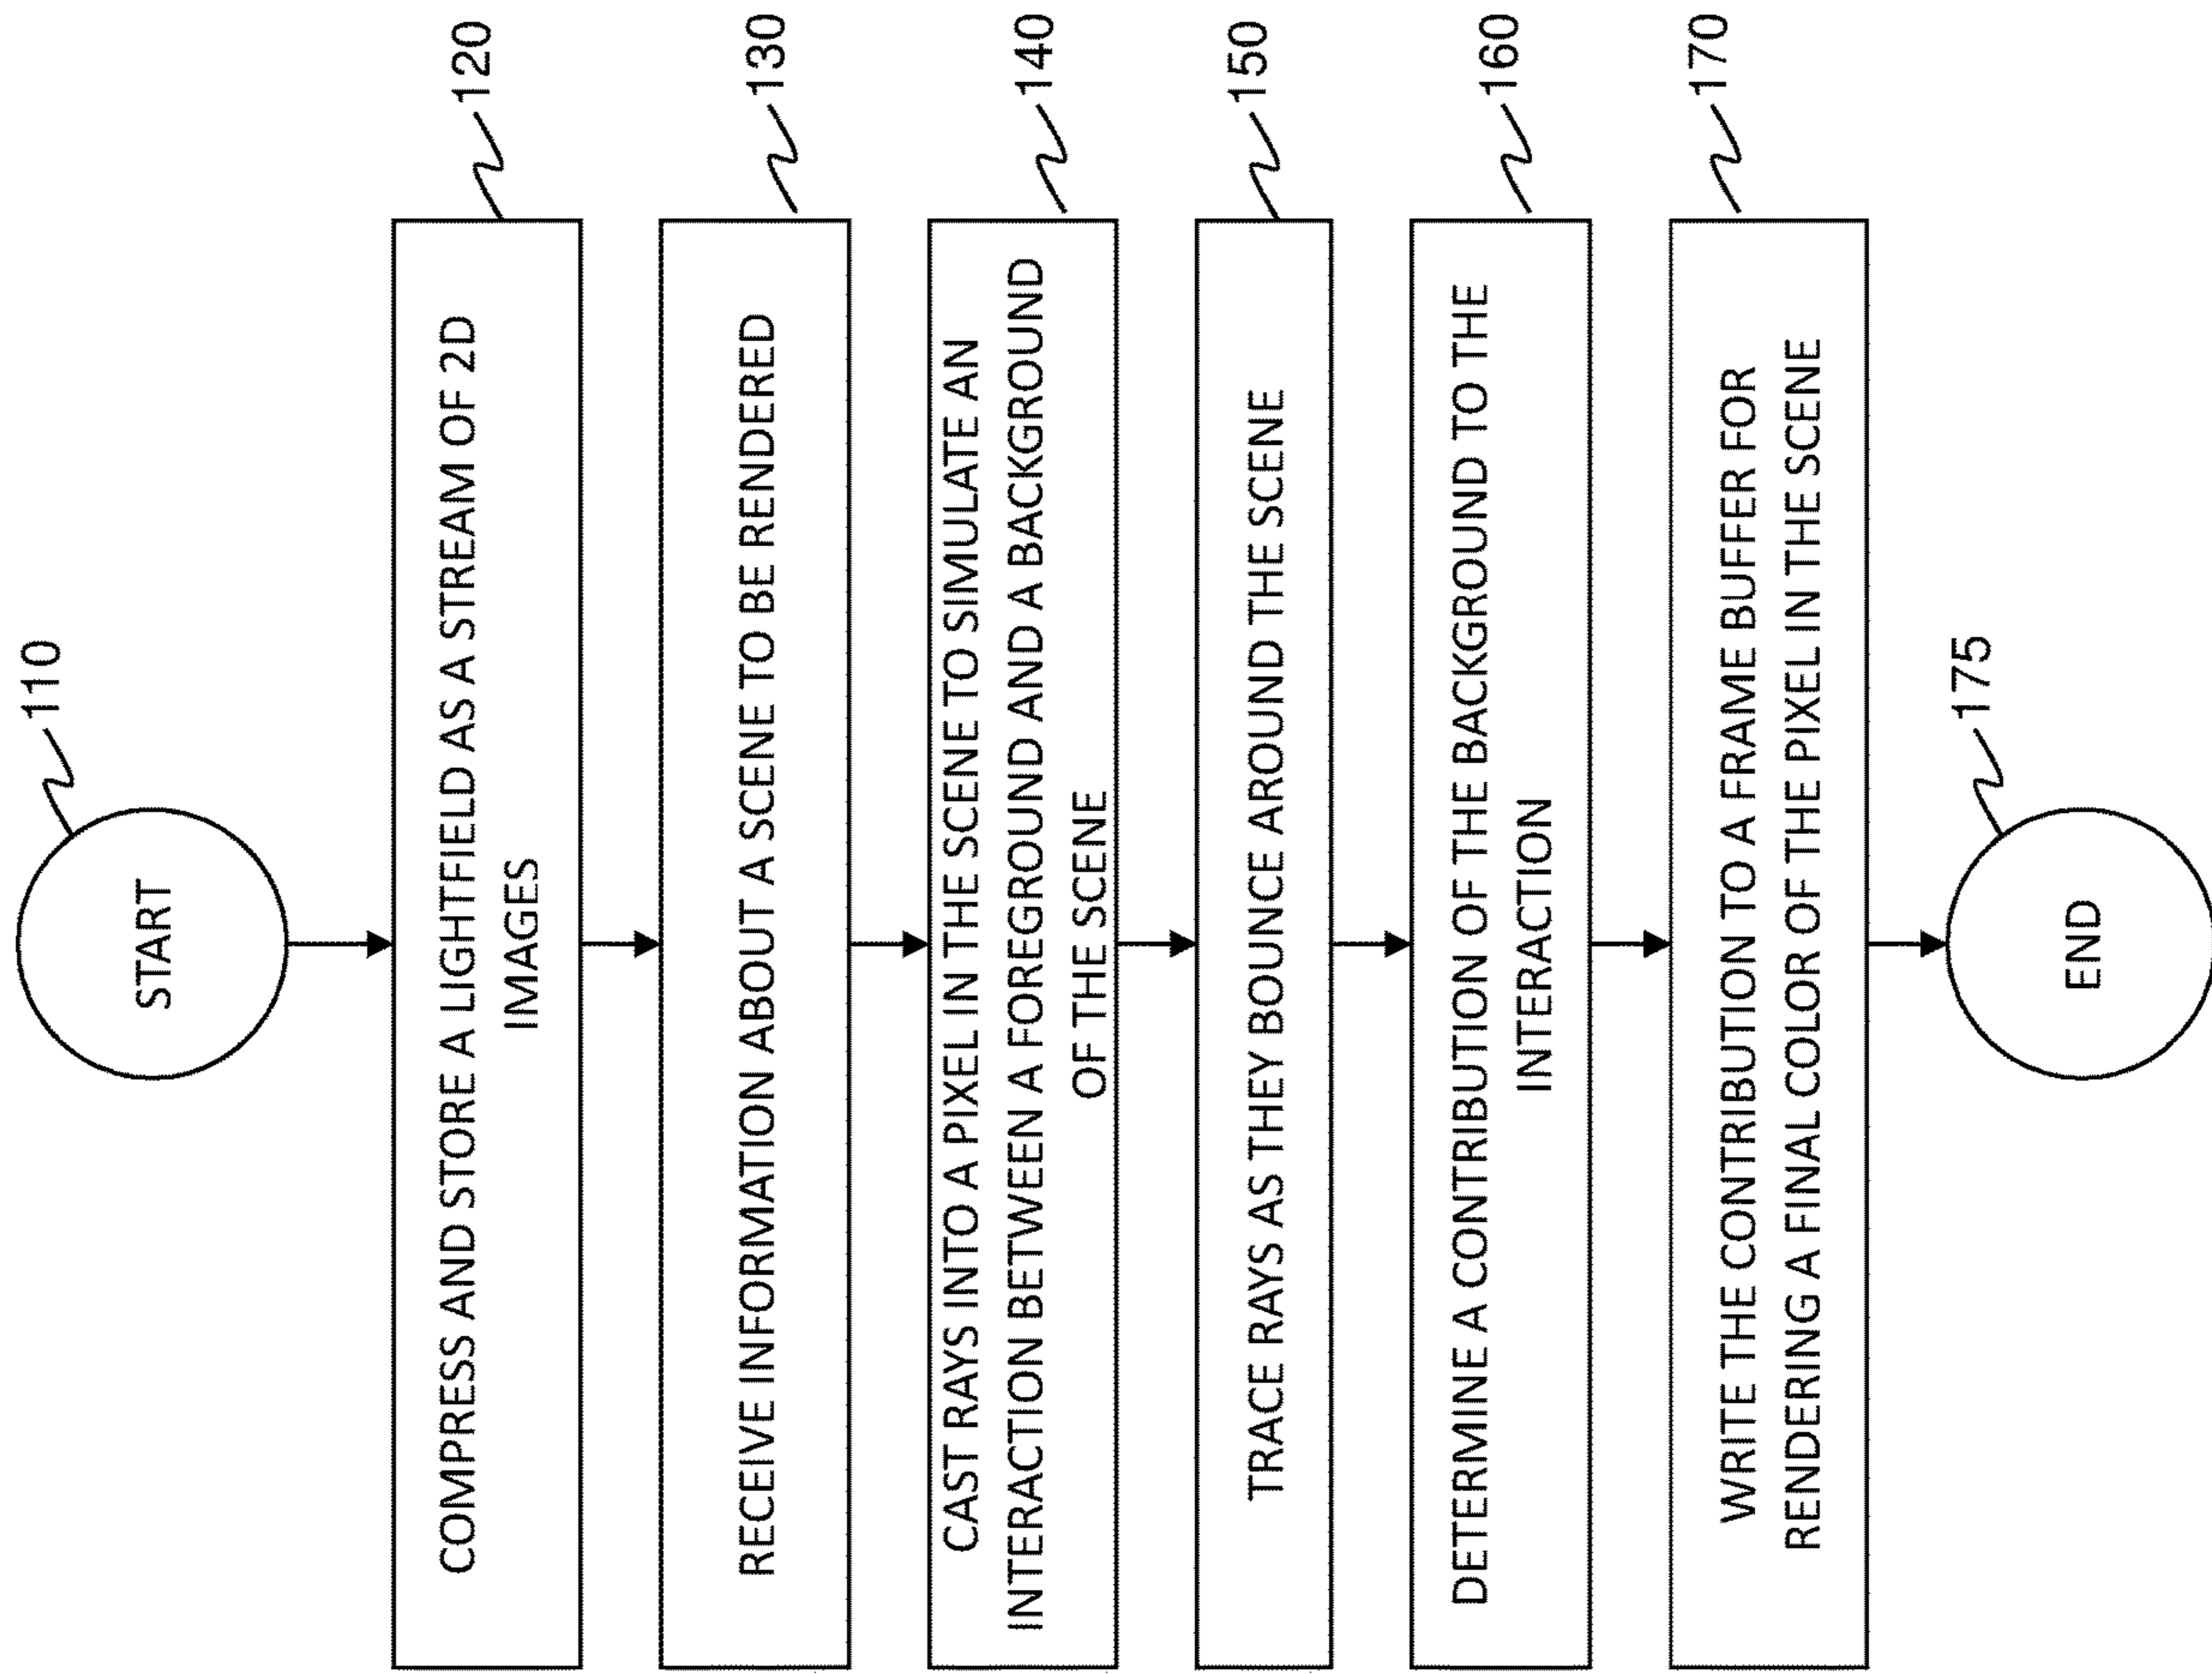 110
START
120
COMPRESS AND STORE A LIGHTFIELD AS A STREAM OF 2D
IMAGES
130
RECEIVE INFORMATION ABOUT A SCENE TO BE RENDERED
140
CAST RAYS INTO A PIXEL IN THE SCENE TO SIMULATE AN
INTERACTION BETWEEN A FOREGROUND AND A BACKGROUND
OF THE SCENE
150
TRACE RAYS AS THEY BOUNCE AROUND THE SCENE
160
DETERMINE A CONTRIBUTION OF THE BACKGROUND TO THE
INTERACTION
170
WRITE THE CONTRIBUTION TO A FRAME BUFFER FOR
RENDERING A FINAL COLOR OF THE PIXEL IN THE SCENE
175
END